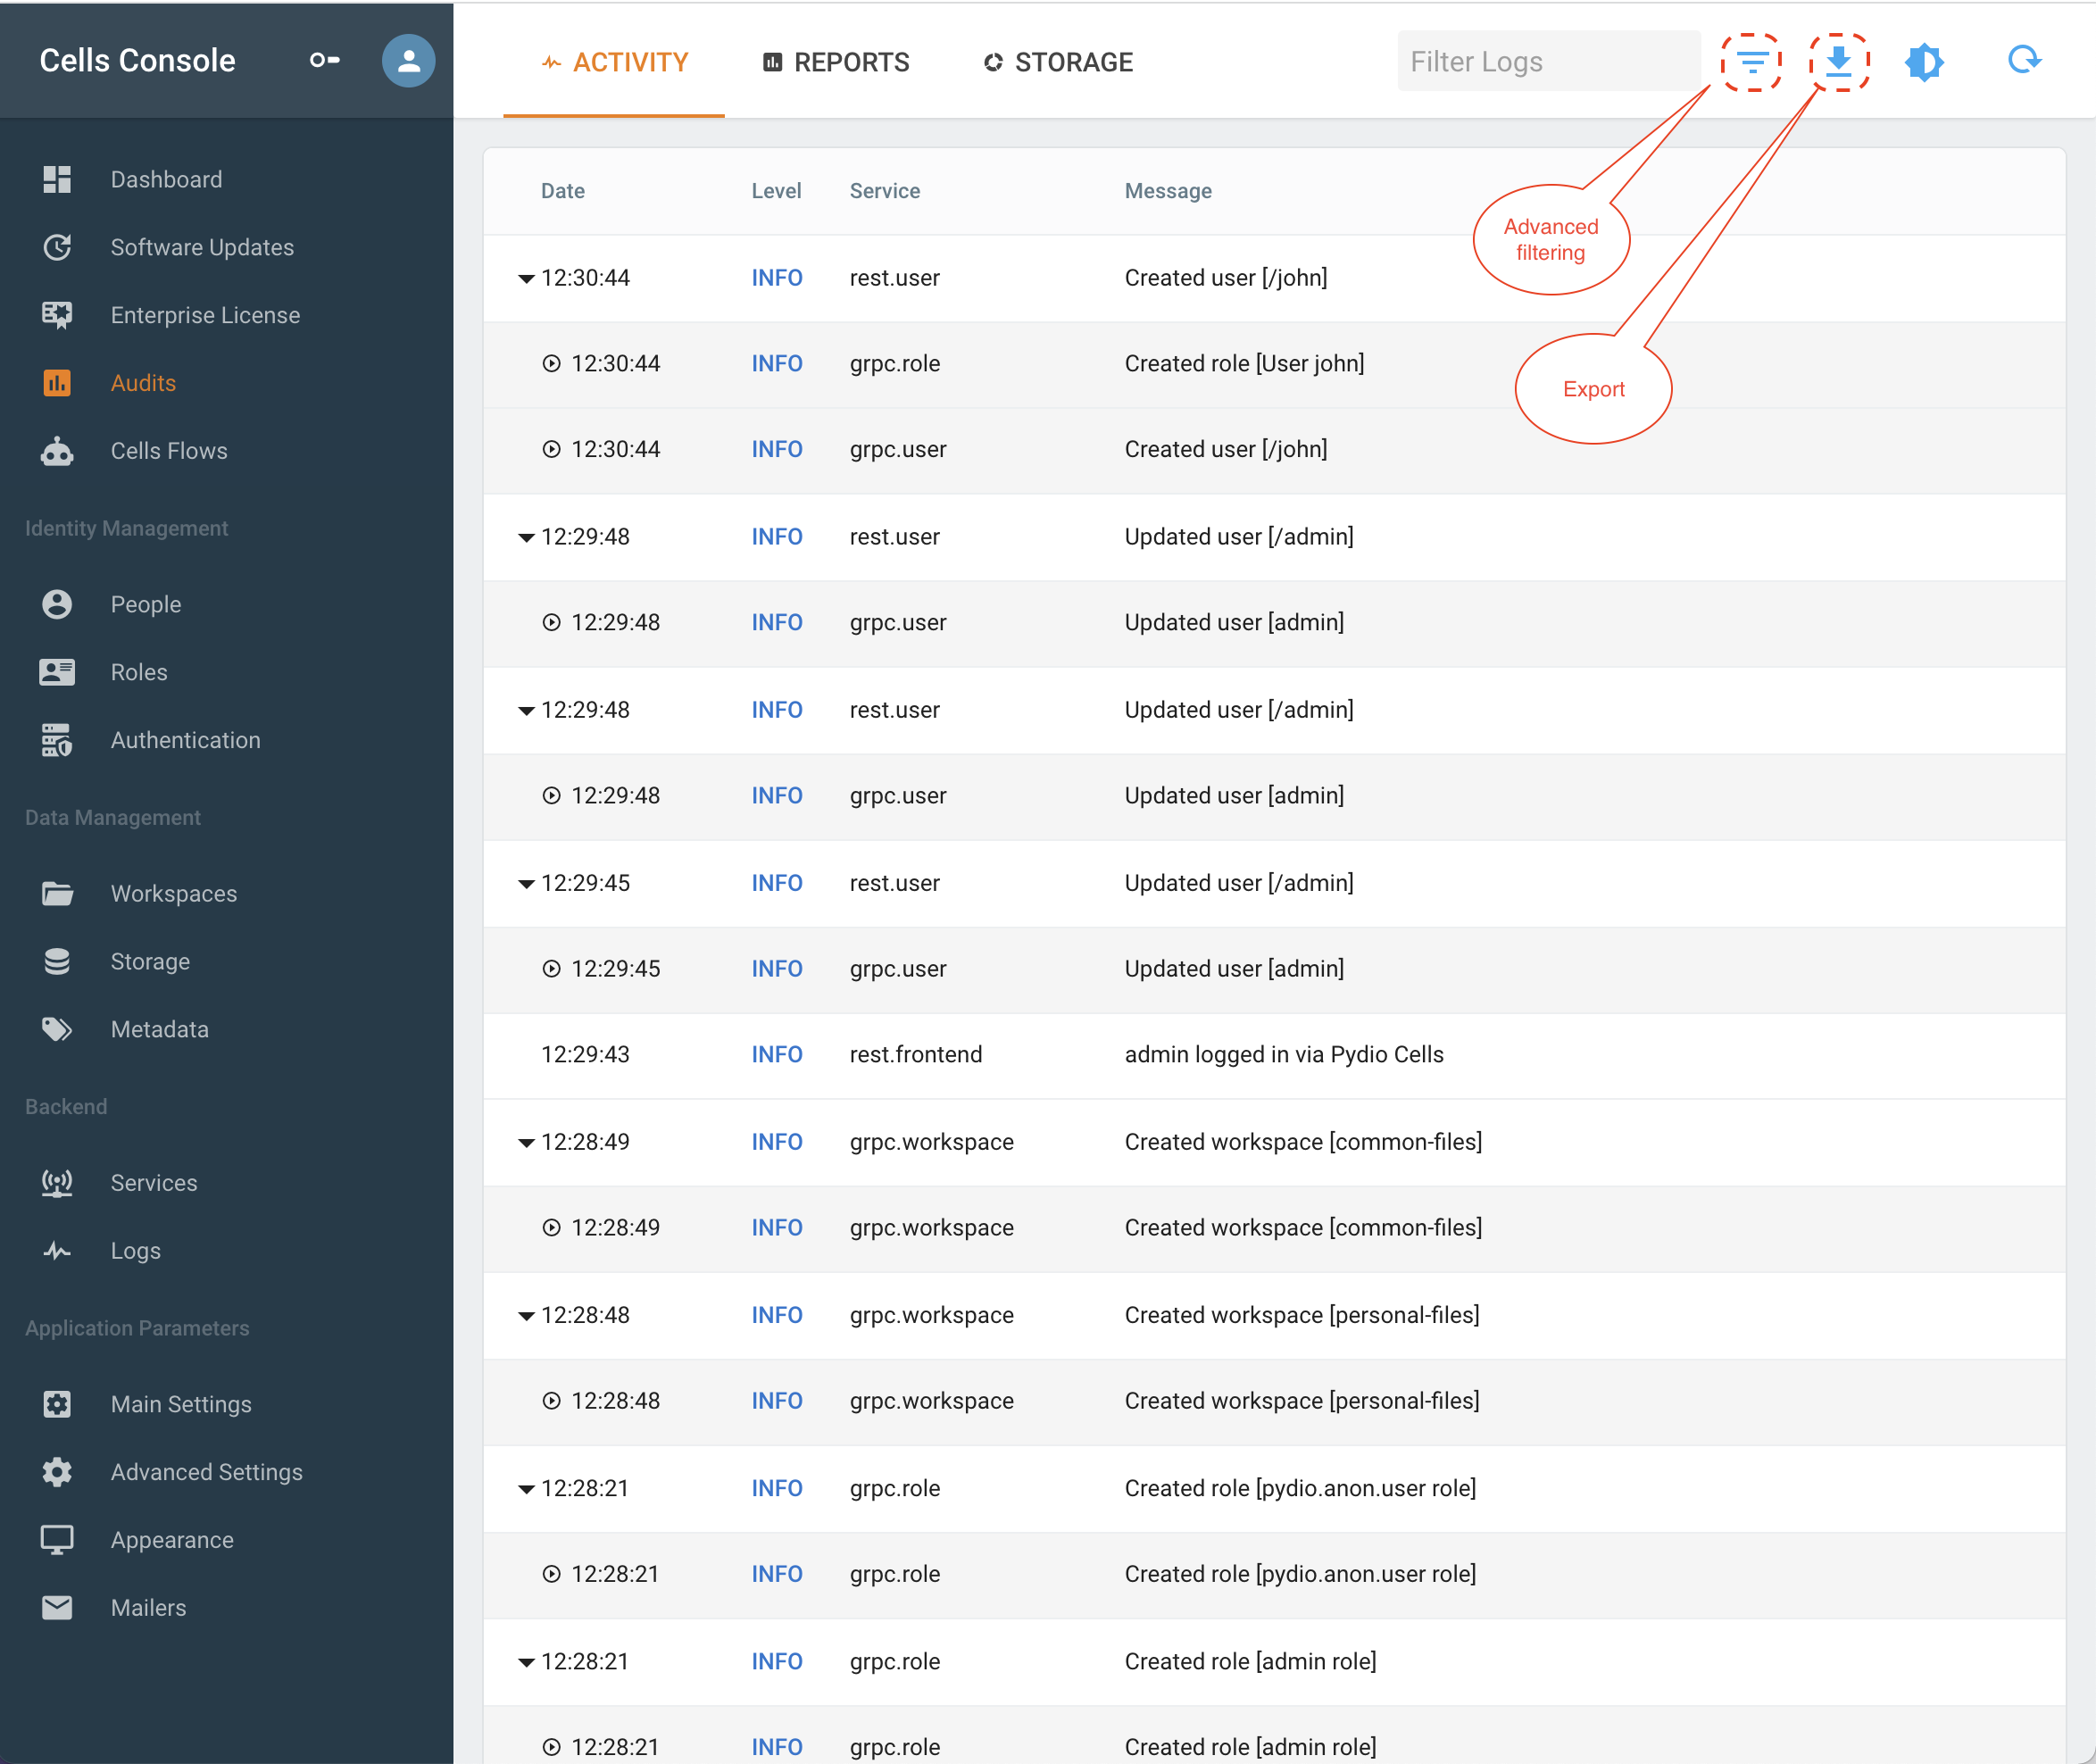 Cells Console
Dashboard
Software Updates
Enterprise License
Audits
Cells Flows
Identity Management
People
Roles
Authentication
Data Management
Workspaces
Storage
Metadata
Backend
Services
Logs
Application Parameters
Main Settings
Advanced Settings
Appearance
Mailers
ACTIVITY REPORTS STORAGE Filter Logs
Advanced
filtering
Export
Date Level Service Message
12:30:44 INFO rest.user Created user [/john]
12:30:44 INFO grpc.role Created role [User john]
12:30:44 INFO grpc.user Created user [/john]
12:29:48 INFO rest.user Updated user [/admin]
12:29:48 INFO grpc.user Updated user [admin]
12:29:48 INFO rest.user Updated user [/admin]
12:29:48 INFO grpc.user Updated user [admin]
12:29:45 INFO rest.user Updated user [/admin]
12:29:45 INFO grpc.user Updated user [admin]
12:29:43 INFO rest.frontend admin logged in via Pydio Cells
12:28:49 INFO grpc.workspace Created workspace [common-files]
12:28:49 INFO grpc.workspace Created workspace [common-files]
12:28:48 INFO grpc.workspace Created workspace [personal-files]
12:28:48 INFO grpc.workspace Created workspace [personal-files]
12:28:21 INFO grpc.role Created role [pydio.anon.user role]
12:28:21 INFO grpc.role Created role [pydio.anon.user role]
12:28:21 INFO grpc.role Created role [admin role]
12:28:21 INFO grpc.role Created role [admin role]